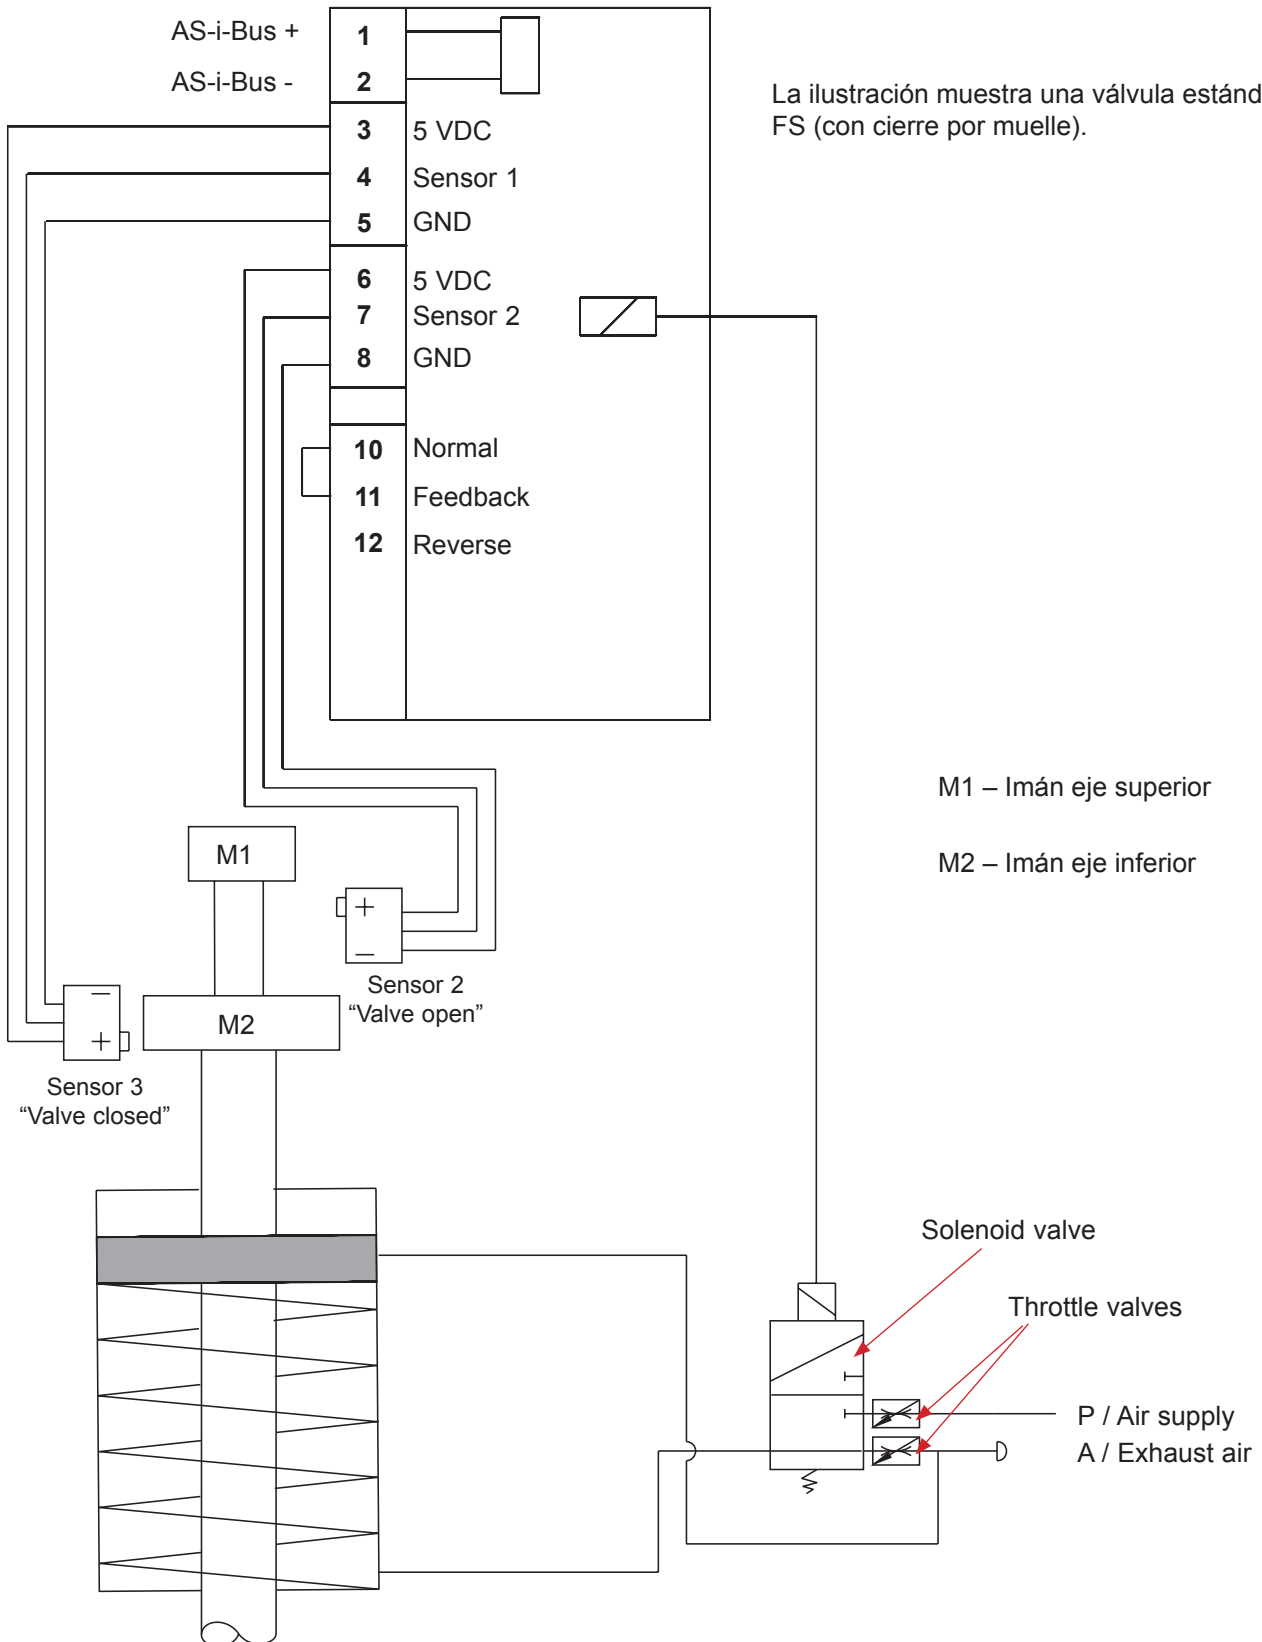 AS-i-Bus +
1
AS-i-Bus -
2
La ilustración muestra una válvula estánd
FS (con cierre por muelle).
3 5 VDC
4 Sensor 1
5 GND
6 5 VDC
7 Sensor 2
8 GND
10 Normal
11 Feedback
12 Reverse
M1 – Imán eje superior
M2 – Imán eje inferior
M1
+
–
Sensor 2
“Valve open”
M2
–
+
Sensor 3
“Valve closed”
Solenoid valve
Throttle valves
P / Air supply
A / Exhaust air